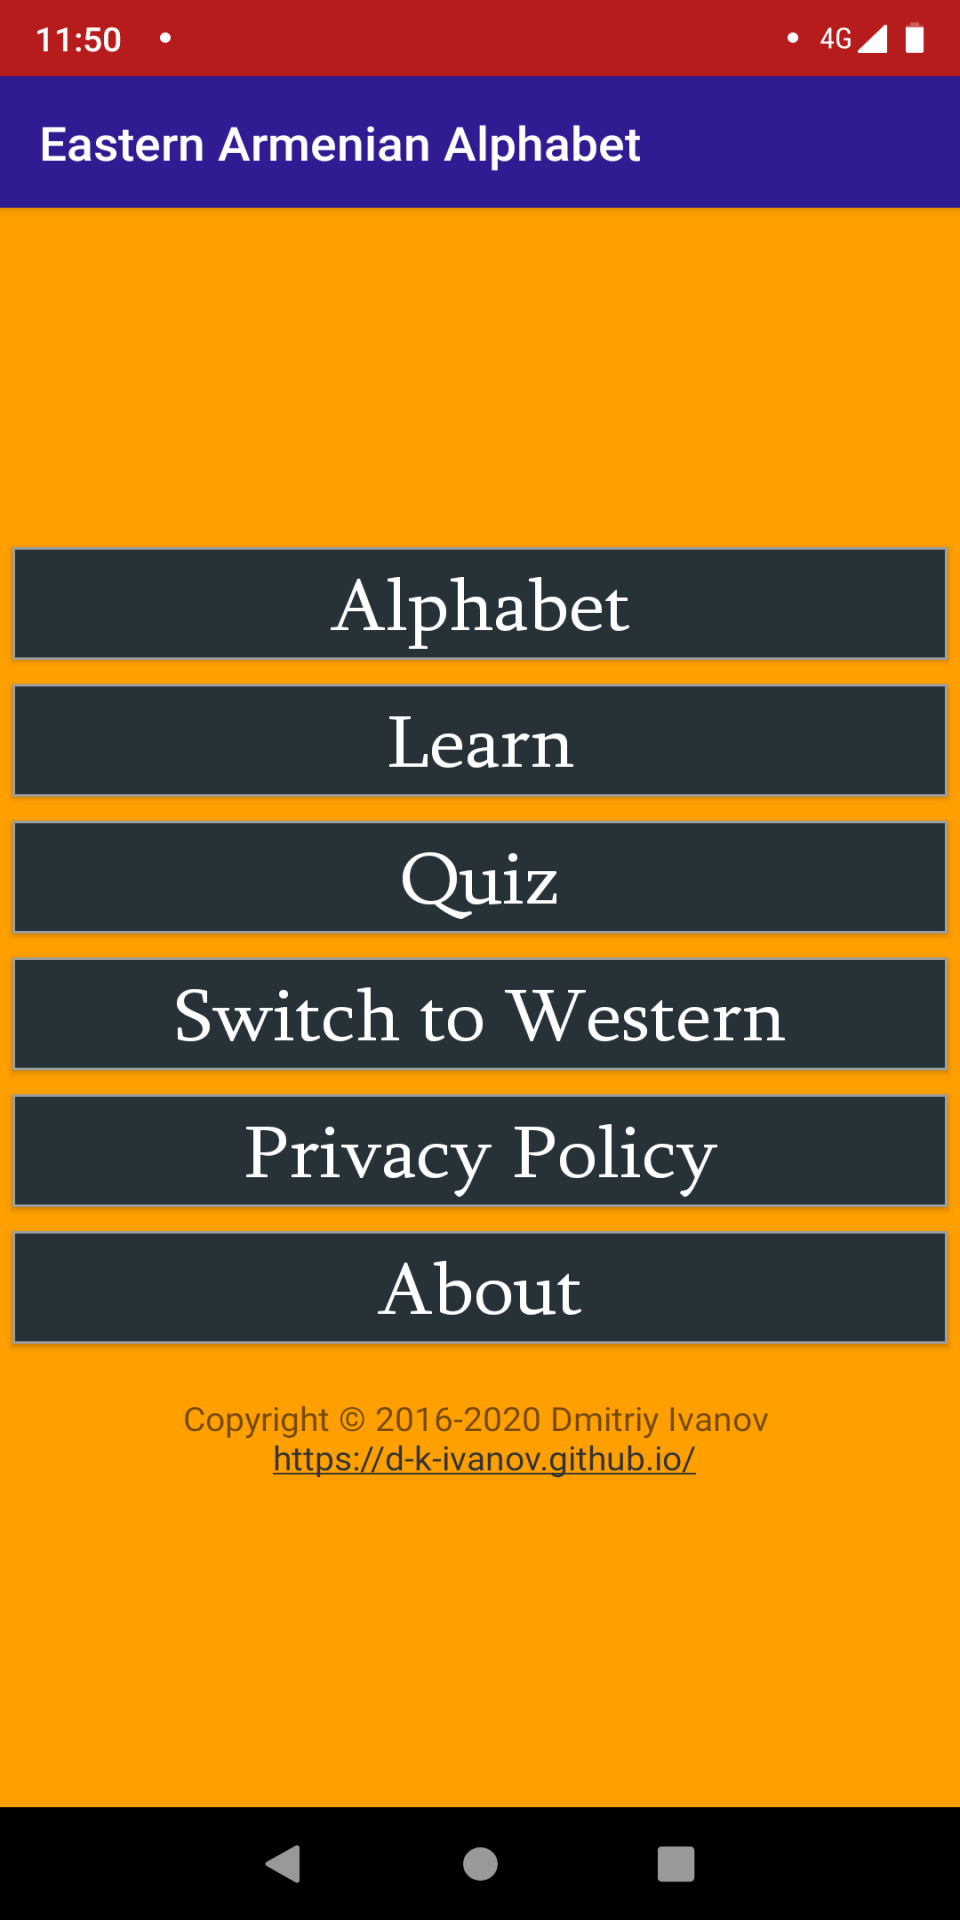 11:50
4G
Eastern Armenian Alphabet
Alphabet
Learn
Quiz
Switch to Western
Privacy Policy
About
Copyright © 2016-2020 Dmitriy Ivanov
https://d-k-ivanov.github.io/